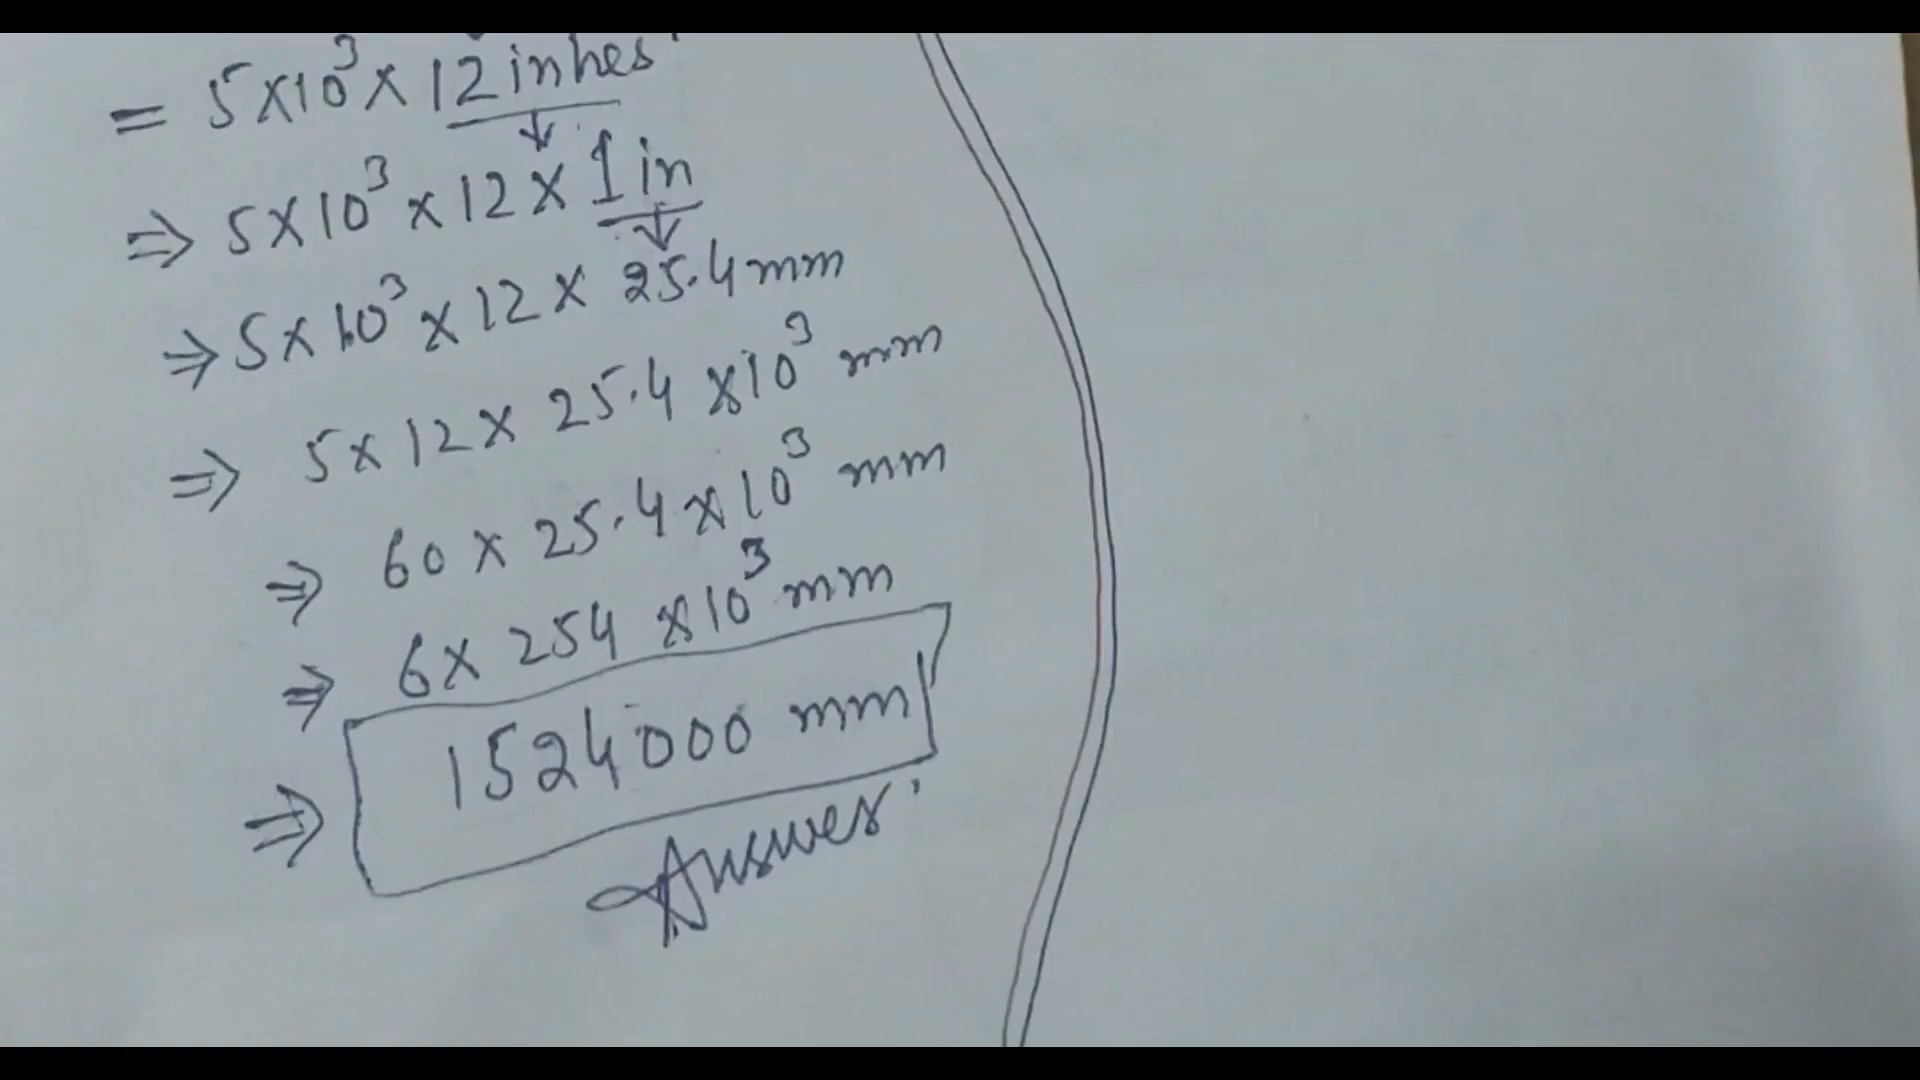 = 5×10³ × 12 inhes
⇒ 5×10³ × 12 × 1 in
⇒ 5×10³ × 12 × 25.4 mm
⇒ 5×12× 25.4 ×10³ mm
⇒ 60 × 25.4 ×10³ mm
⇒ 6× 254 ×10³ mm
⇒ 1524000 mm
Answer